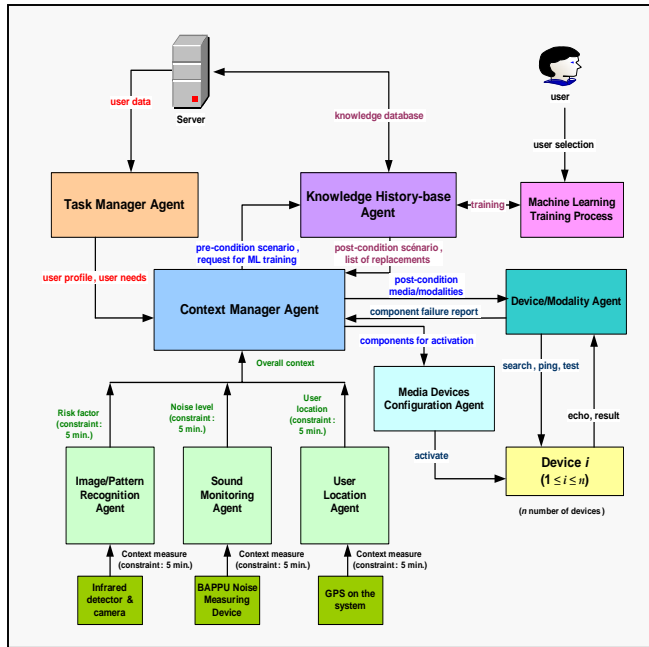 user data
Server
knowledge database
user
user selection
Task Manager Agent
Knowledge History-base
Agent
training
Machine Learning
Training Process
pre-condition scenario ,
request for ML training
post-condition scénario ,
list of replacements
user profile , user needs
post-condition
media/modalities
Context Manager Agent
component failure report
Device/Modality Agent
components for activation
Overall context
search , ping, test
echo, result
Risk factor
(constraint :
5 min.)
Noise level
(constraint :
5 min.)
User
location
(constraint :
5 min.)
Media Devices
Configuration Agent
activate
Image/Pattern
Recognition
Agent
Sound
Monitoring
Agent
User
Location
Agent
Device i
(1 ≤ i ≤ n)
(n number of devices)
Context measure
(constraint : 5 min.)
Context measure
(constraint : 5 min.)
Context measure
(constraint : 5 min.)
Infrared
detector &
camera
BAPPU Noise
Measuring
Device
GPS on the
system